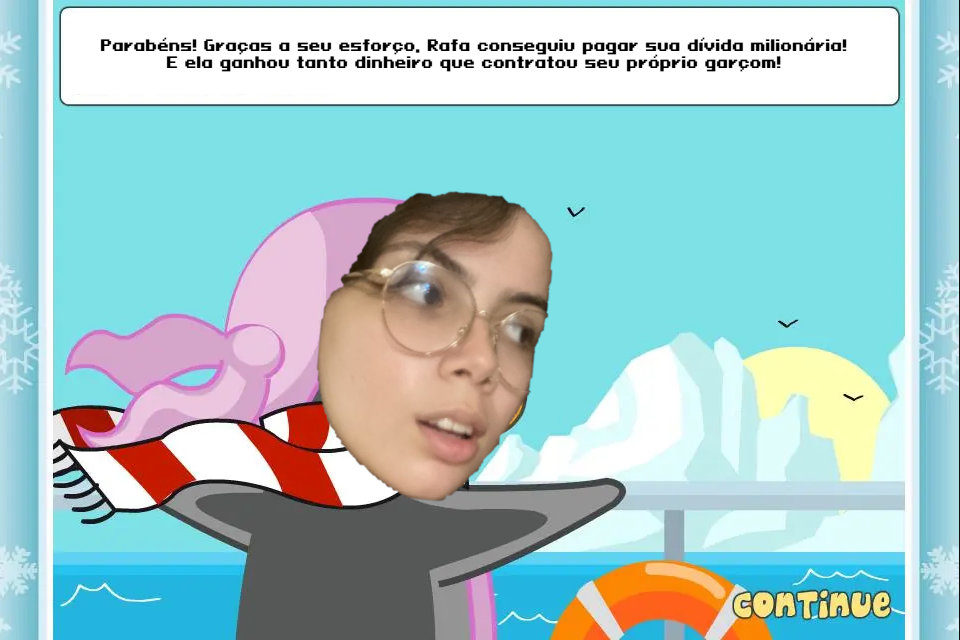 Parabéns! Graças a seu esforço, Rafa conseguiu pagar sua dívida milionária!
E ela ganhou tanto dinheiro que contratou seu próprio garçom!
continue